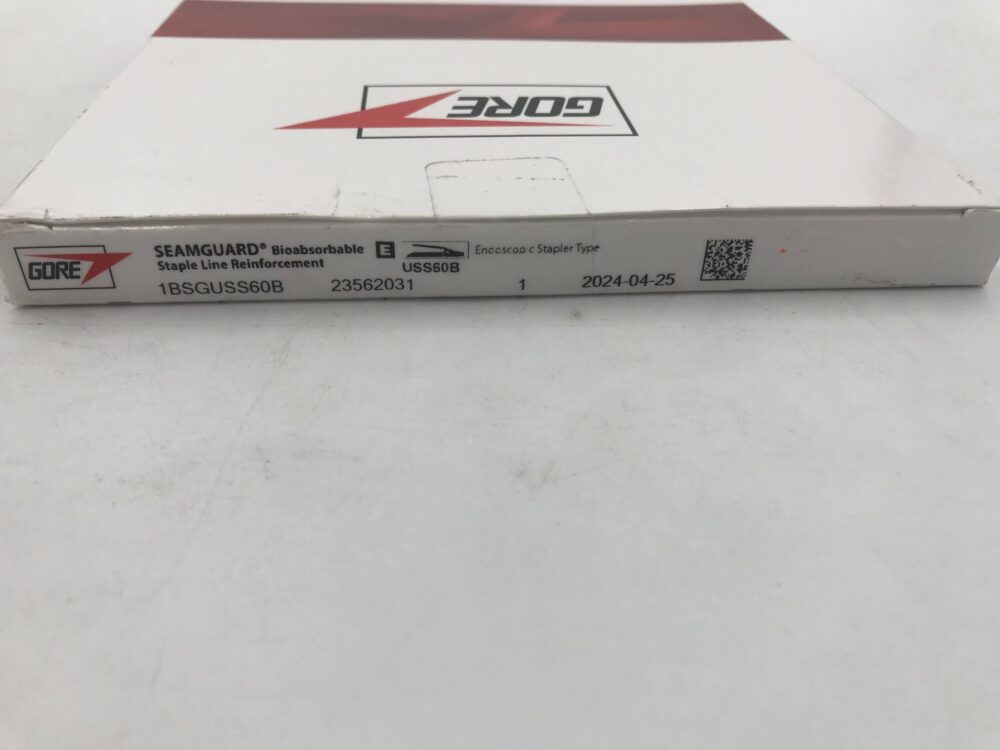 GORE
GORE
SEAMGUARD® Bioabsorbable
Staple Line Reinforcement
E
USS60B
Endoscopic Stapler Type
1BSGUSS60B 23562031 1 2024-04-25